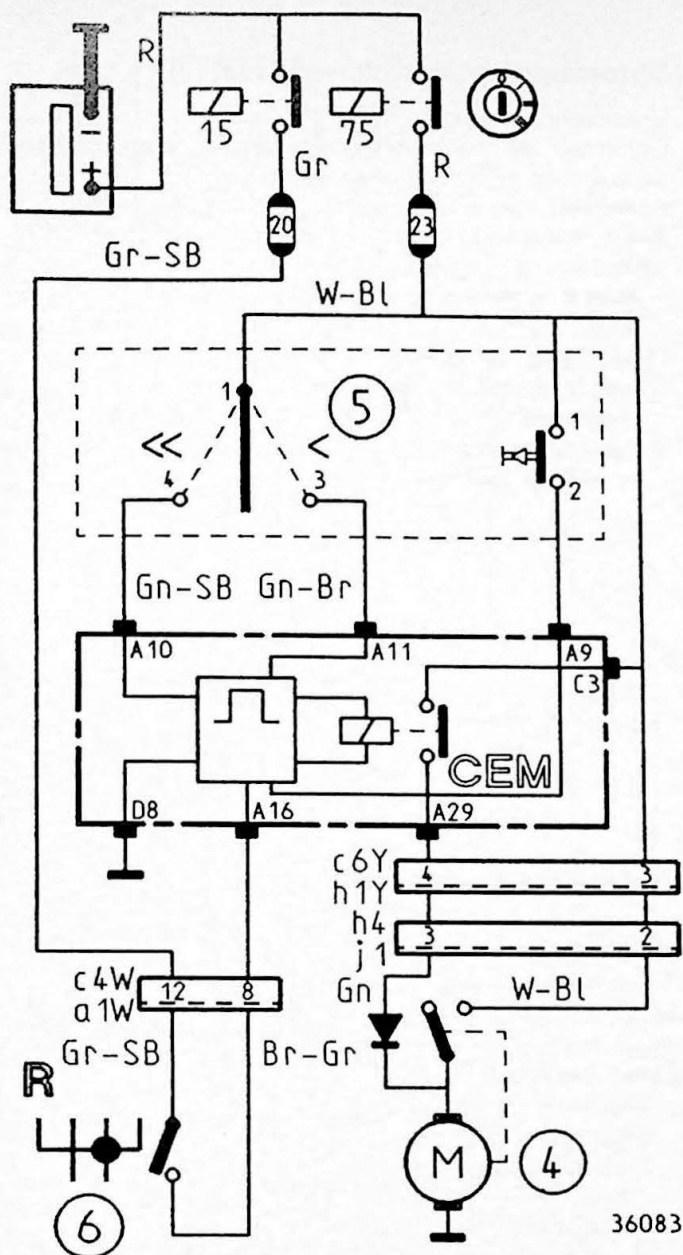 R
15
75
0
Gr
R
20
23
Gr-SB
W-Bl
1
5
<<
<
4
3
1
2
Gn-SB
Gn-Br
A10
A11
A9
C3
CEM
D8
A16
A29
c6Y
4
3
h1Y
h4
3
2
j1
Gn
W-Bl
c4W
12
8
a1W
Gr-SB
Br-Gr
R
M
4
6
36083